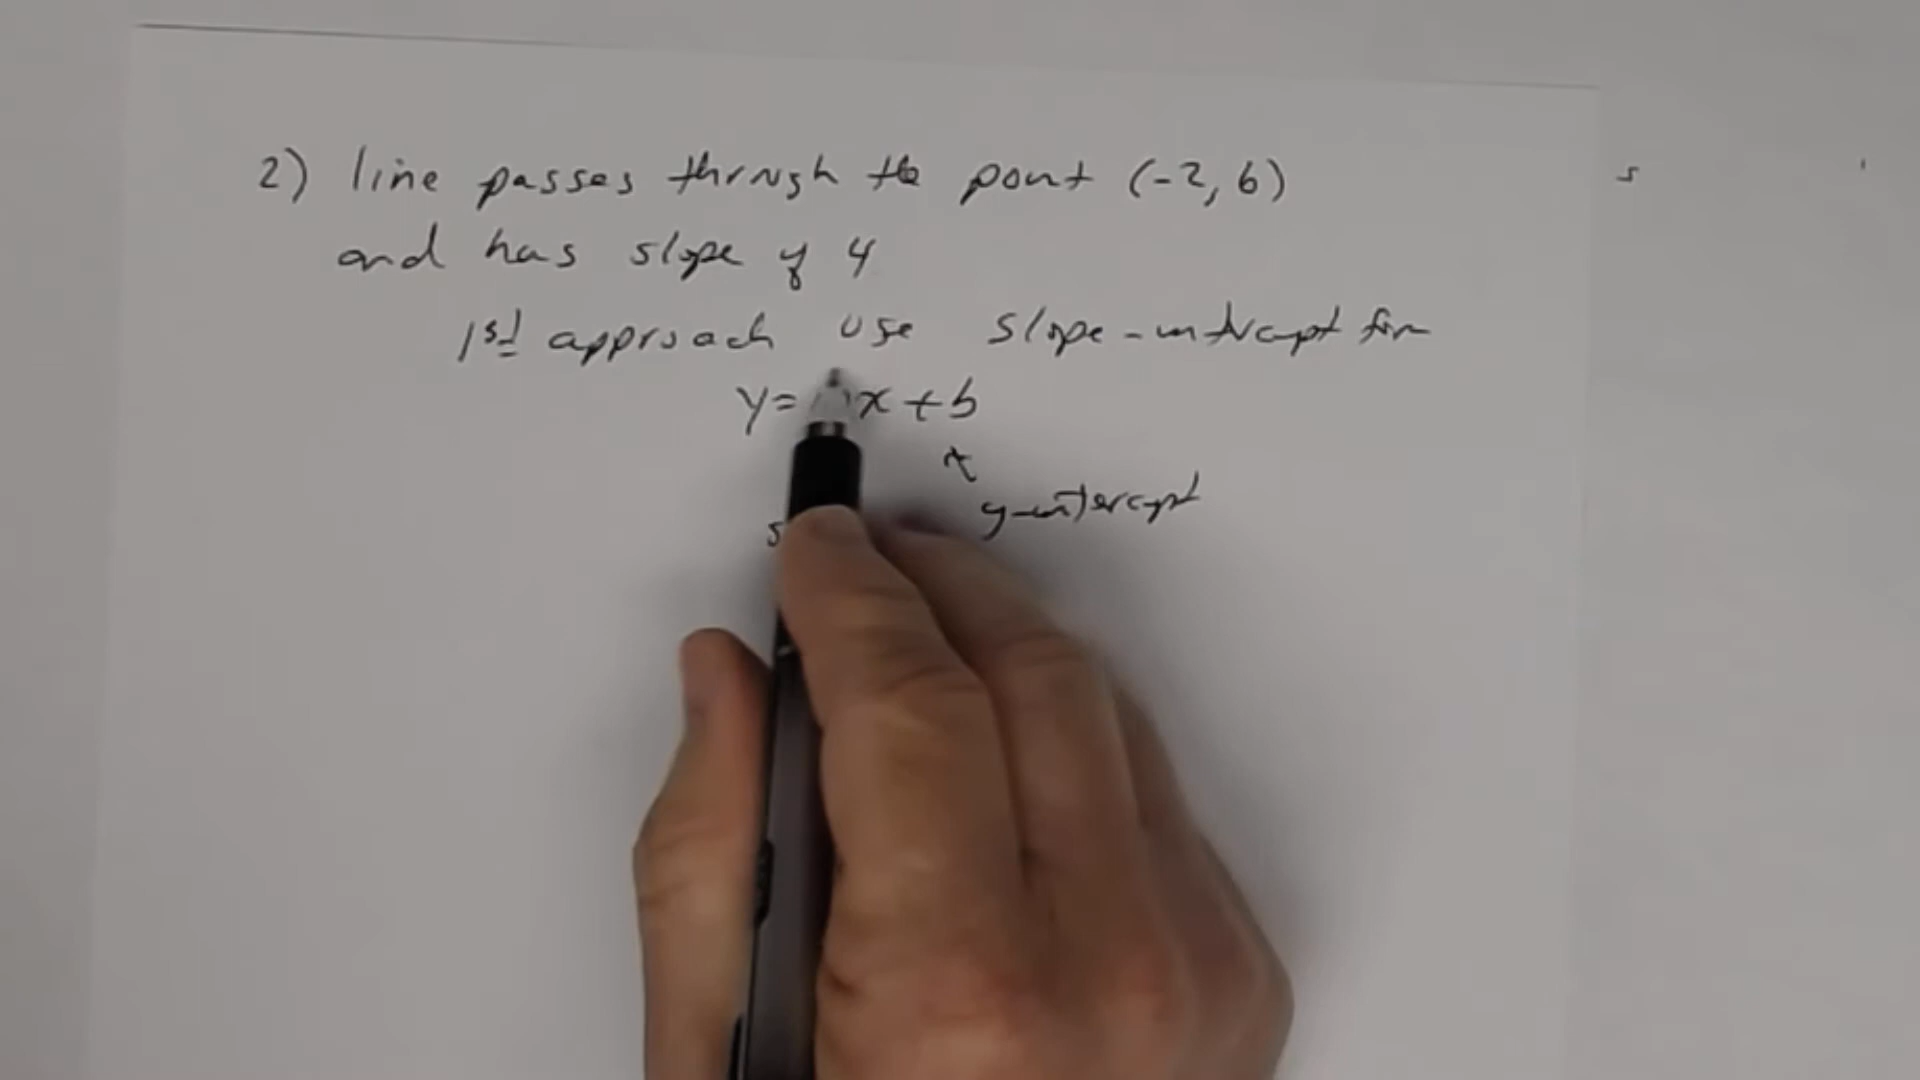 2) line passes through the point (-2, 6)
and has slope of 4
1st approach use slope-intercept form
y= x + b
y-intercept
s